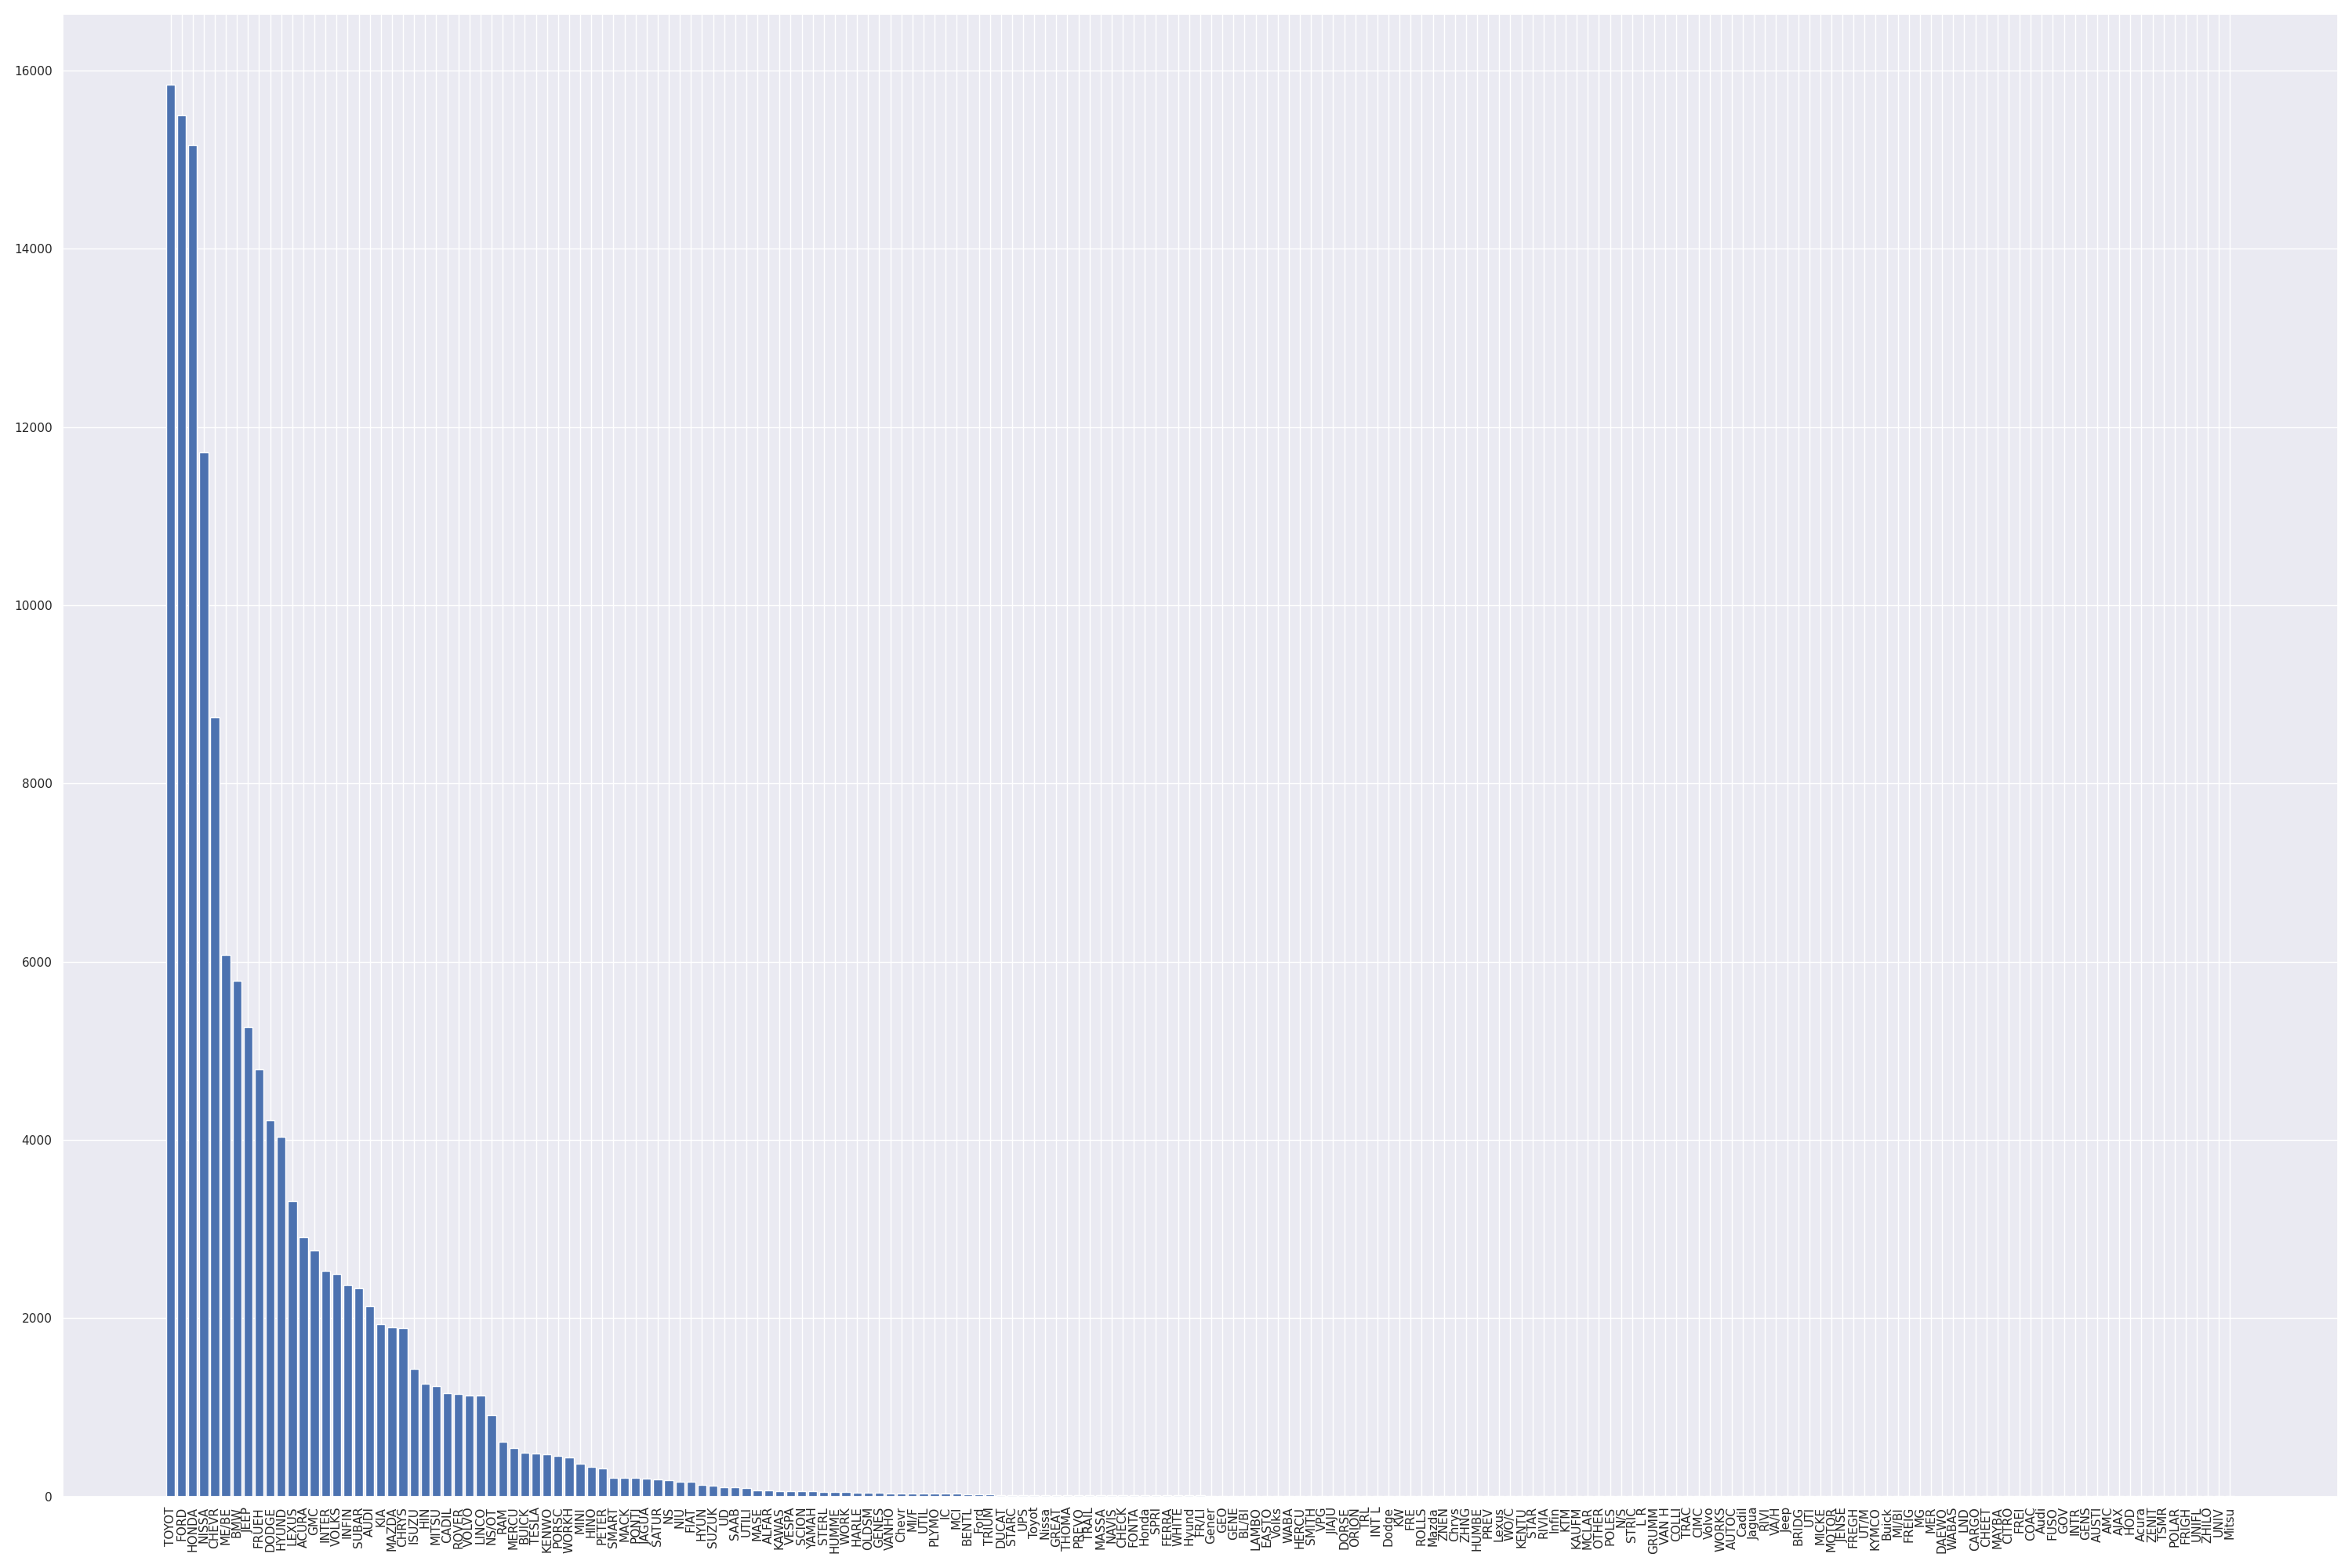 16000
14000
12000
10000
8000
6000
4000
2000
0
TOYOT
FORD
HONDA
NISSA
CHEVR
ME/BE
BMW
JEEP
FRUEH
DODGE
HYUND
LEXUS
ACURA
GMC
INTER
VOLKS
INFIN
SUBAR
AUDI
KIA
MAZDA
CHRYS
ISUZU
HIN
MITSU
CADIL
ROVER
VOLVO
LINCO
NS/OT
RAM
MERCU
BUICK
TESLA
KENWO
PORSC
WORKH
MINI
HINO
PETER
SMART
MACK
PONTI
JAGUA
SATUR
NS
NIU
FIAT
HYUN
SUZUK
UD
SAAB
UTILI
MASE
ALFAR
KAWAS
VESPA
SCION
YAMAH
STERL
HUMME
WORK
HARLE
OLDSM
GENES
VANHO
Chevr
MIF
UTIL
PLYMO
IC
MCI
BENTL
Ford
TRIUM
DUCAT
STARC
UPS
Toyot
Nissa
GREAT
THOMA
PREVO
TRAIL
MASSA
NAVIS
CHECK
FONTA
Honda
SPRI
FERRA
WHITE
Hyund
FR/LI
Gener
GEO
GENE
BL/BI
LAMBO
EASTO
Volks
WABA
HERCU
SMITH
VPG
JIAJU
DORSE
ORION
TRL
INT L
Dodge
KW
FRE
ROLLS
Mazda
ZNEN
Chrys
ZHNG
HUMBE
PREV
Lexus
WO/C
KENTU
STAR
RIVIA
Infin
KTM
KAUFM
MCLAR
OTHER
POLES
N/S
STRIC
L R
GRUMM
VAN H
COLLI
TRAC
CMC
Volvo
WORKS
AUTOC
Cadil
Jagua
NAVI
VA/H
Jeep
BRIDG
UTI
MICKE
MOTOR
JENSE
FREGH
UT/M
KYMCO
Buick
MI/BI
FREIG
MG
MER
DAEWO
WABAS
LND
CARGO
CHEET
MAYBA
CITRO
FREI
COAC
Audi
FUSO
GOV
INTR
GENS
AUSTI
AMC
AJAX
HOND
Acura
ZENIT
TSMR
POLAR
FRIGH
UNIFL
ZHILO
UNIV
Mitsu